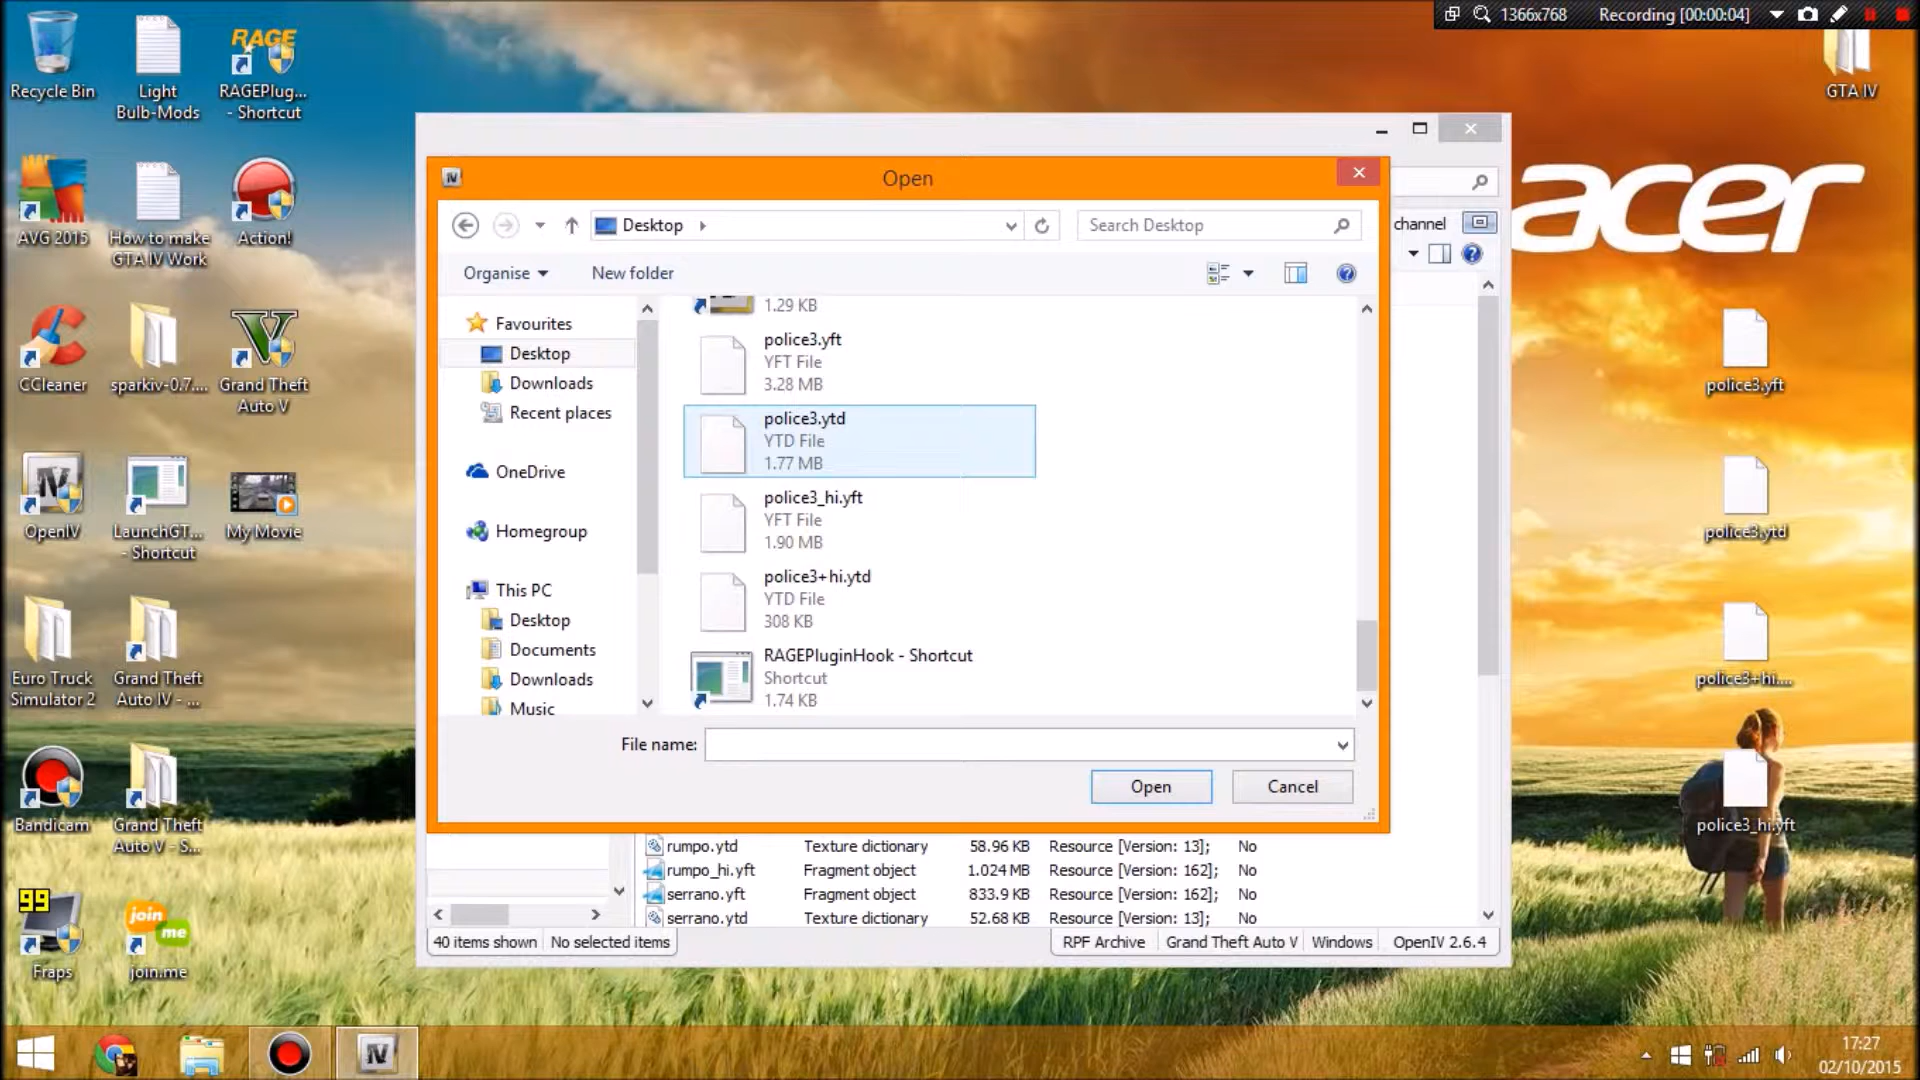 1366x768
Recording [00:00:04]
Recycle Bin
Light
Bulb-Mods
RAGE
RAGEPlug...
- Shortcut
GTA IV
AVG 2015
How to make
GTA IV Work
Action!
acer
CCleaner
sparkiv-0.7....
Grand Theft
Auto V
OpenIV
LaunchGT...
- Shortcut
My Movie
Euro Truck
Simulator 2
Grand Theft
Auto IV - ...
Bandicam
Grand Theft
Auto V - S...
99
Fraps
join
me
join.me
police3.yft
police3.ytd
police3+hi....
police3_hi.yft
IV
Open
Desktop
Search Desktop
channel
Organise
New folder
Favourites
Desktop
Downloads
Recent places
OneDrive
Homegroup
This PC
Desktop
Documents
Downloads
Music
1.29 KB
police3.yft
YFT File
3.28 MB
police3.ytd
YTD File
1.77 MB
police3_hi.yft
YFT File
1.90 MB
police3+hi.ytd
YTD File
308 KB
RAGEPluginHook - Shortcut
Shortcut
1.74 KB
File name:
Open
Cancel
rumpo.ytd Texture dictionary 58.96 KB Resource [Version: 13]; No
rumpo_hi.yft Fragment object 1.024 MB Resource [Version: 162]; No
serrano.yft Fragment object 833.9 KB Resource [Version: 162]; No
serrano.ytd Texture dictionary 52.68 KB Resource [Version: 13]; No
40 items shown No selected items RPF Archive Grand Theft Auto V Windows OpenIV 2.6.4
17:27
02/10/2015